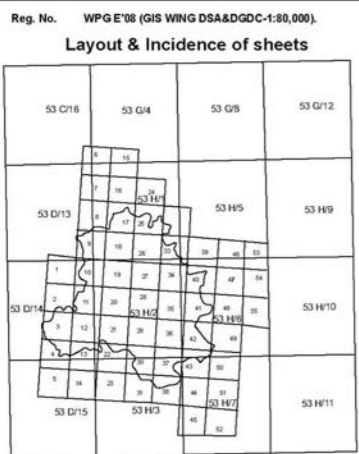 Reg. No. WPG E'08 (GIS WING DSA&DGDC-1:80,000).
Layout & Incidence of sheets
53 C/16 53 G/4 53 G/8 53 G/12
6 15
7 16 24
53 H/1
53 D/13 8 17 25 53 H/5 53 H/9
9 18 26 33 39 46 53
1 10 19 27 34 40 47 54
53 D/14 2 11 20 28 35 41 48 55 53 H/10
53 H/2 53 H/6
3 12 21 29 36 42 49
4 13 22 30 37 43 50
5 14 23 31 38 44 51
53 D/15 53 H/3 53 H/7 53 H/11
45 52